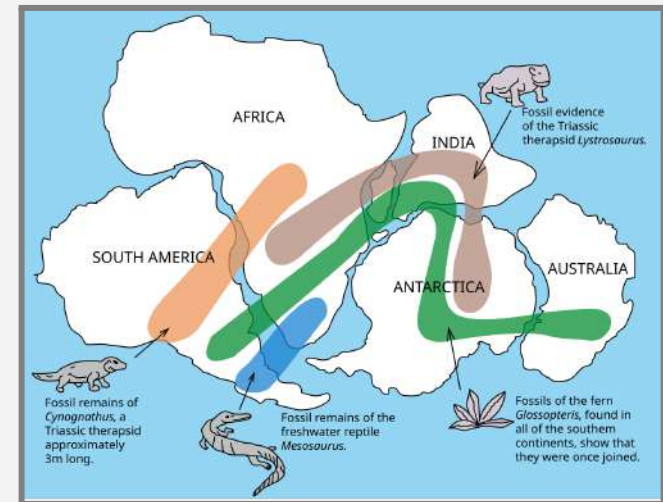 AFRICA
INDIA
Fossil evidence
of the Triassic
therapsid Lystrosaurus.
SOUTH AMERICA
ANTARCTICA
AUSTRALIA
Fossil remains of
Cynognathus, a
Triassic therapsid
approximately
3m long.
Fossil remains of the
freshwater reptile
Mesosaurus.
Fossils of the fern
Glossopteris, found in
all of the southern
continents, show that
they were once joined.